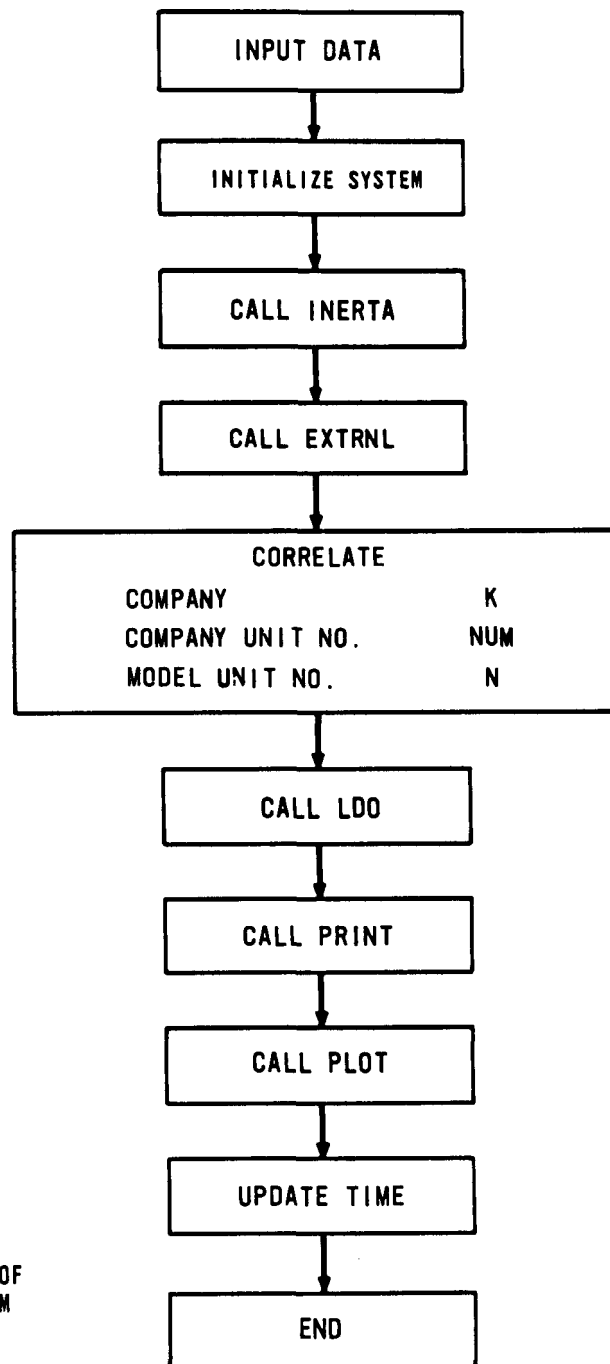 INPUT DATA
INITIALIZE SYSTEM
CALL INERTA
CALL EXTRNL
CORRELATE
COMPANY K
COMPANY UNIT NO. NUM
MODEL UNIT NO. N
CALL LDO
CALL PRINT
CALL PLOT
UPDATE TIME
OF
M
END